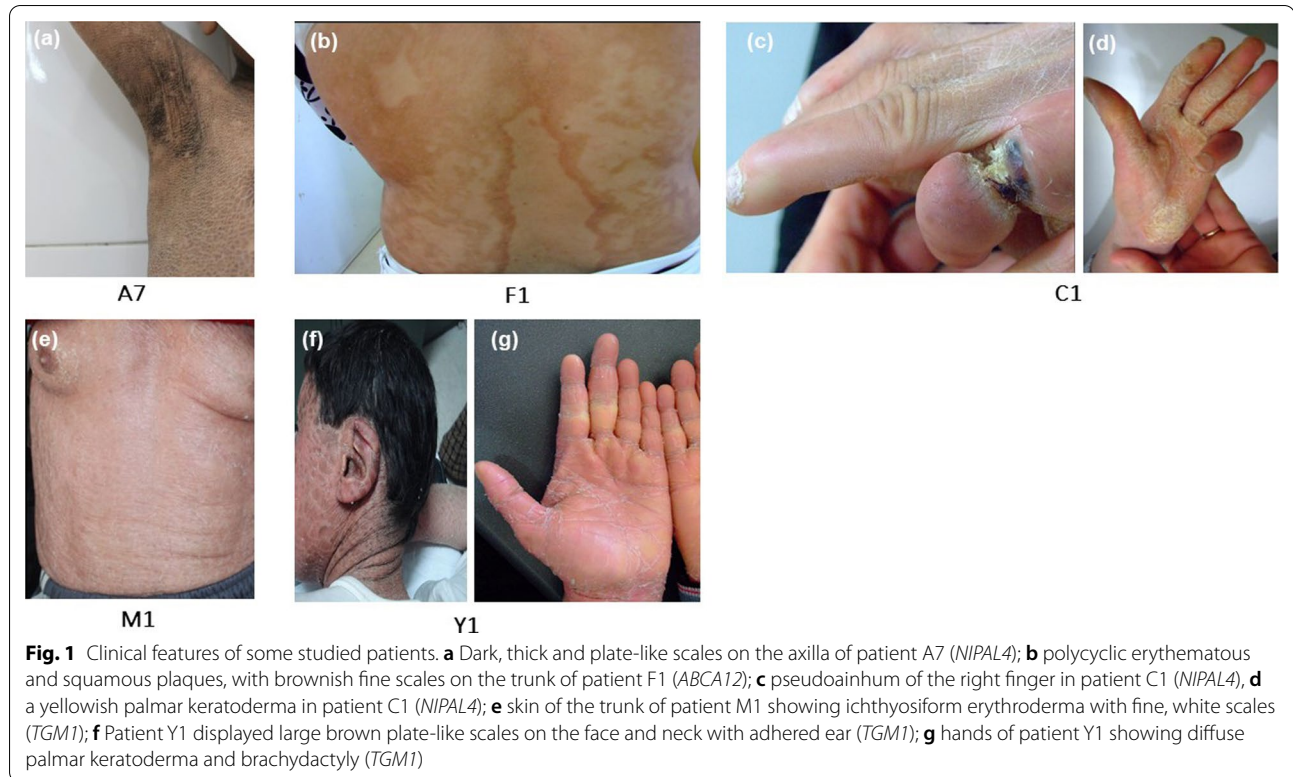 (a)
(b)
(c)
(d)
A7
F1
C1
(e)
(f)
(g)
M1
Y1
Fig. 1 Clinical features of some studied patients. a Dark, thick and plate-like scales on the axilla of patient A7 (NIPAL4); b polycyclic erythematous
and squamous plaques, with brownish fine scales on the trunk of patient F1 (ABCA12); c pseudoainhum of the right finger in patient C1 (NIPAL4), d
a yellowish palmar keratoderma in patient C1 (NIPAL4); e skin of the trunk of patient M1 showing ichthyosiform erythroderma with fine, white scales
(TGM1); f Patient Y1 displayed large brown plate-like scales on the face and neck with adhered ear (TGM1); g hands of patient Y1 showing diffuse
palmar keratoderma and brachydactyly (TGM1)